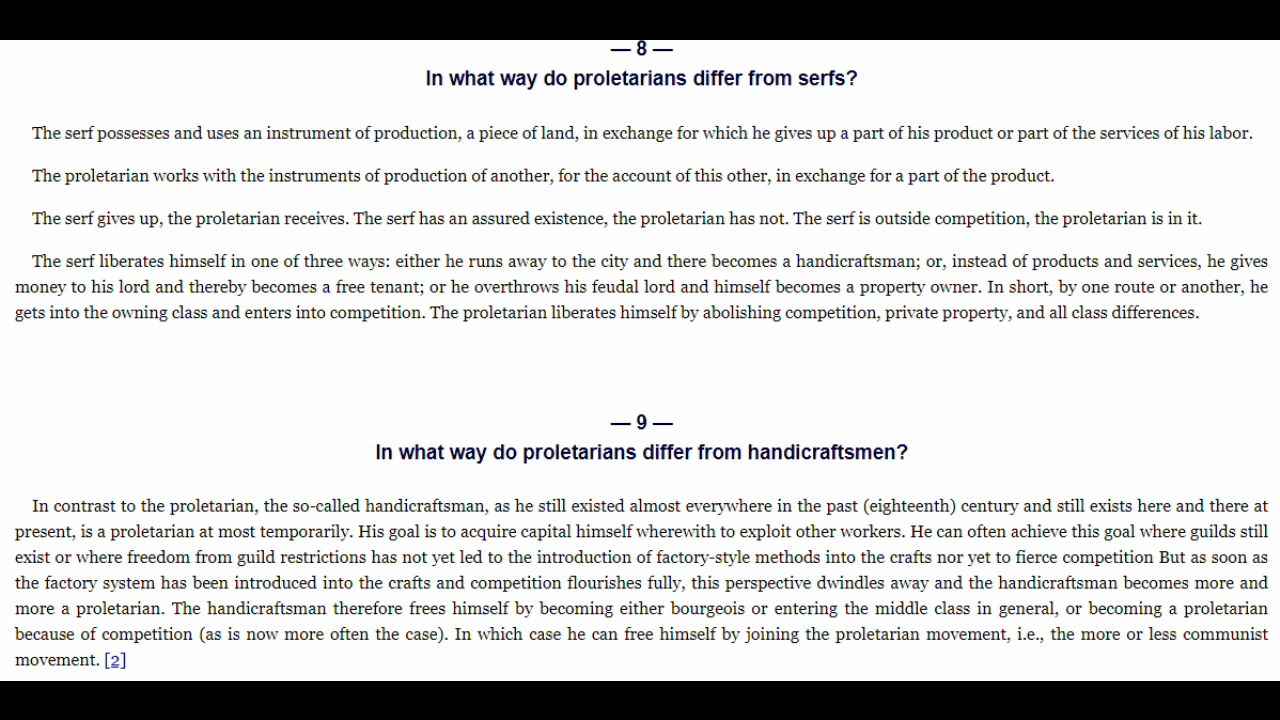 — 8 —
In what way do proletarians differ from serfs?
The serf possesses and uses an instrument of production, a piece of land, in exchange for which he gives up a part of his product or part of the services of his labor.
The proletarian works with the instruments of production of another, for the account of this other, in exchange for a part of the product.
The serf gives up, the proletarian receives. The serf has an assured existence, the proletarian has not. The serf is outside competition, the proletarian is in it.
The serf liberates himself in one of three ways: either he runs away to the city and there becomes a handicraftsman; or, instead of products and services, he gives
money to his lord and thereby becomes a free tenant; or he overthrows his feudal lord and himself becomes a property owner. In short, by one route or another, he
gets into the owning class and enters into competition. The proletarian liberates himself by abolishing competition, private property, and all class differences.
— 9 —
In what way do proletarians differ from handicraftsmen?
In contrast to the proletarian, the so-called handicraftsman, as he still existed almost everywhere in the past (eighteenth) century and still exists here and there at
present, is a proletarian at most temporarily. His goal is to acquire capital himself wherewith to exploit other workers. He can often achieve this goal where guilds still
exist or where freedom from guild restrictions has not yet led to the introduction of factory-style methods into the crafts nor yet to fierce competition But as soon as
the factory system has been introduced into the crafts and competition flourishes fully, this perspective dwindles away and the handicraftsman becomes more and
more a proletarian. The handicraftsman therefore frees himself by becoming either bourgeois or entering the middle class in general, or becoming a proletarian
because of competition (as is now more often the case). In which case he can free himself by joining the proletarian movement, i.e., the more or less communist
movement. [2]